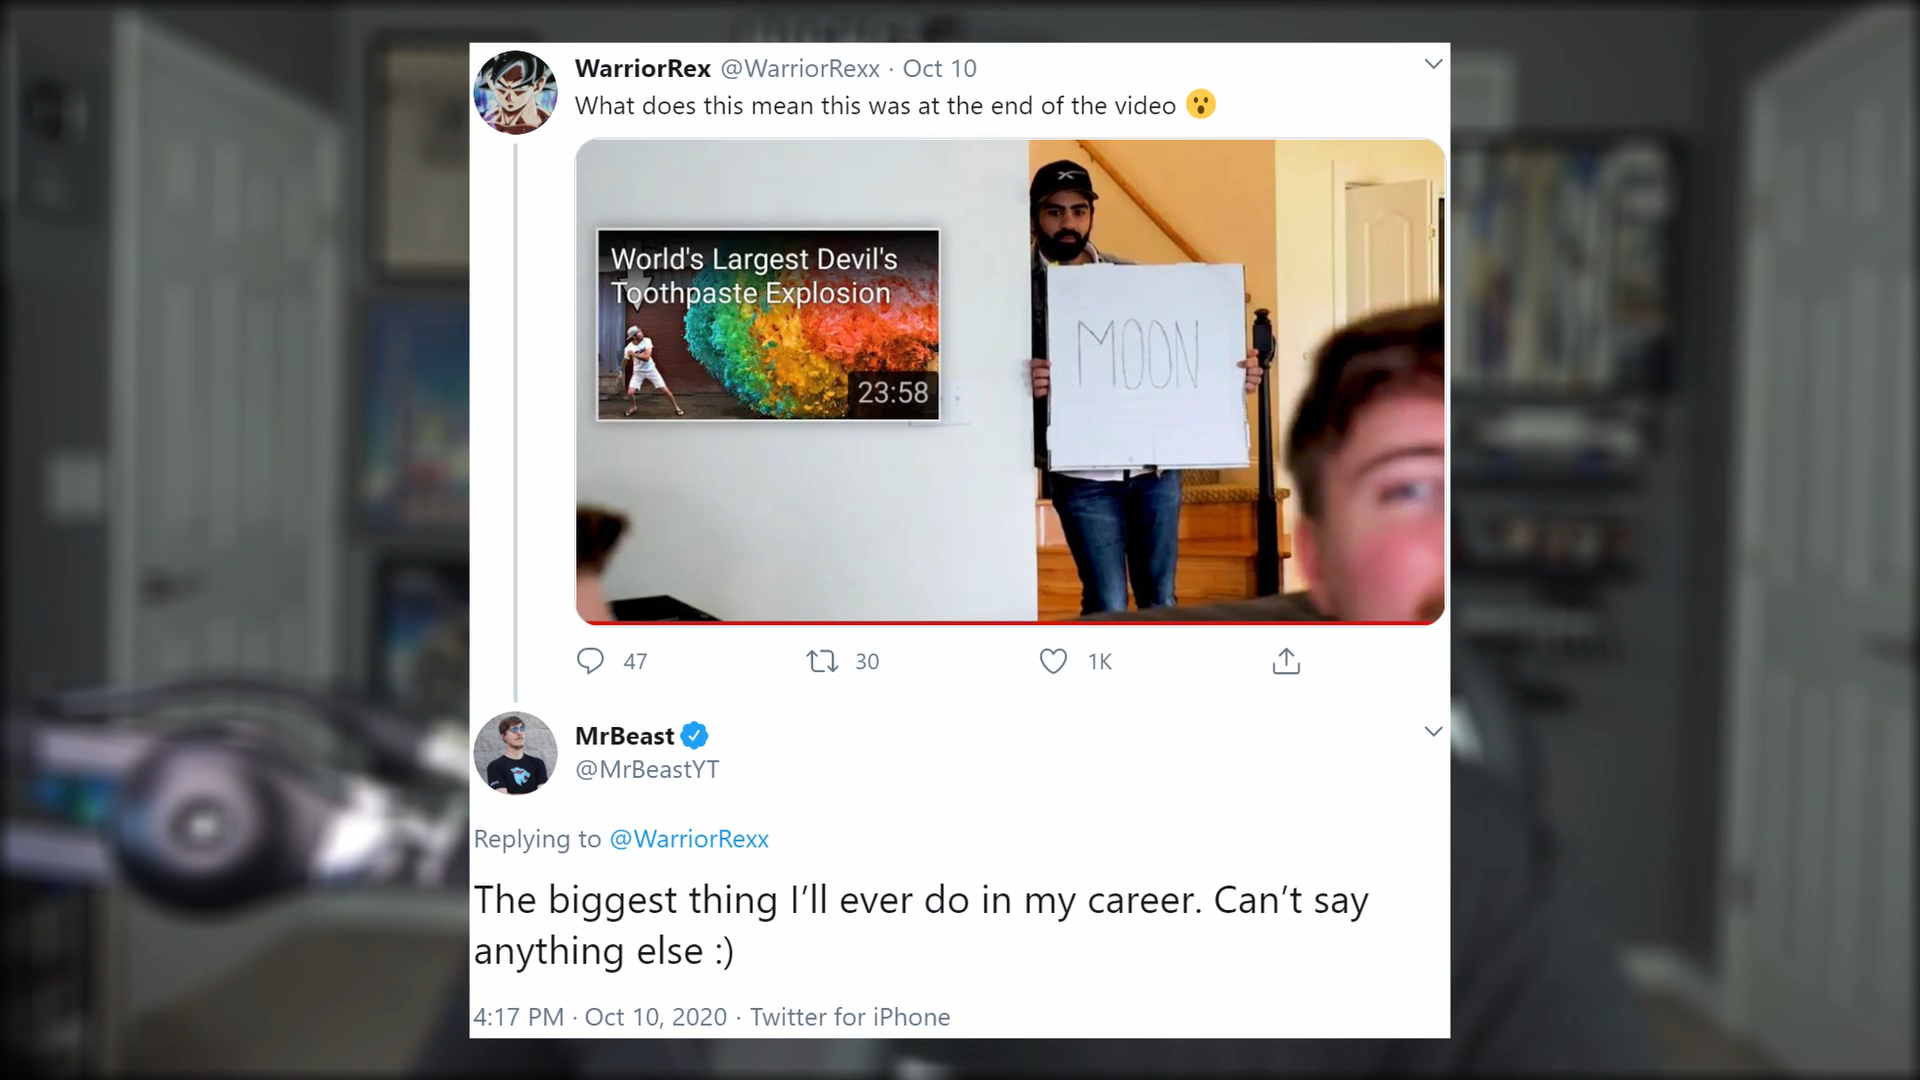 WarriorRex @WarriorRexx · Oct 10
What does this mean this was at the end of the video 😮
World's Largest Devil's
Toothpaste Explosion
23:58
MOON
47 30 1K
MrBeast
@MrBeastYT
Replying to @WarriorRexx
The biggest thing I’ll ever do in my career. Can’t say
anything else :)
4:17 PM · Oct 10, 2020 · Twitter for iPhone